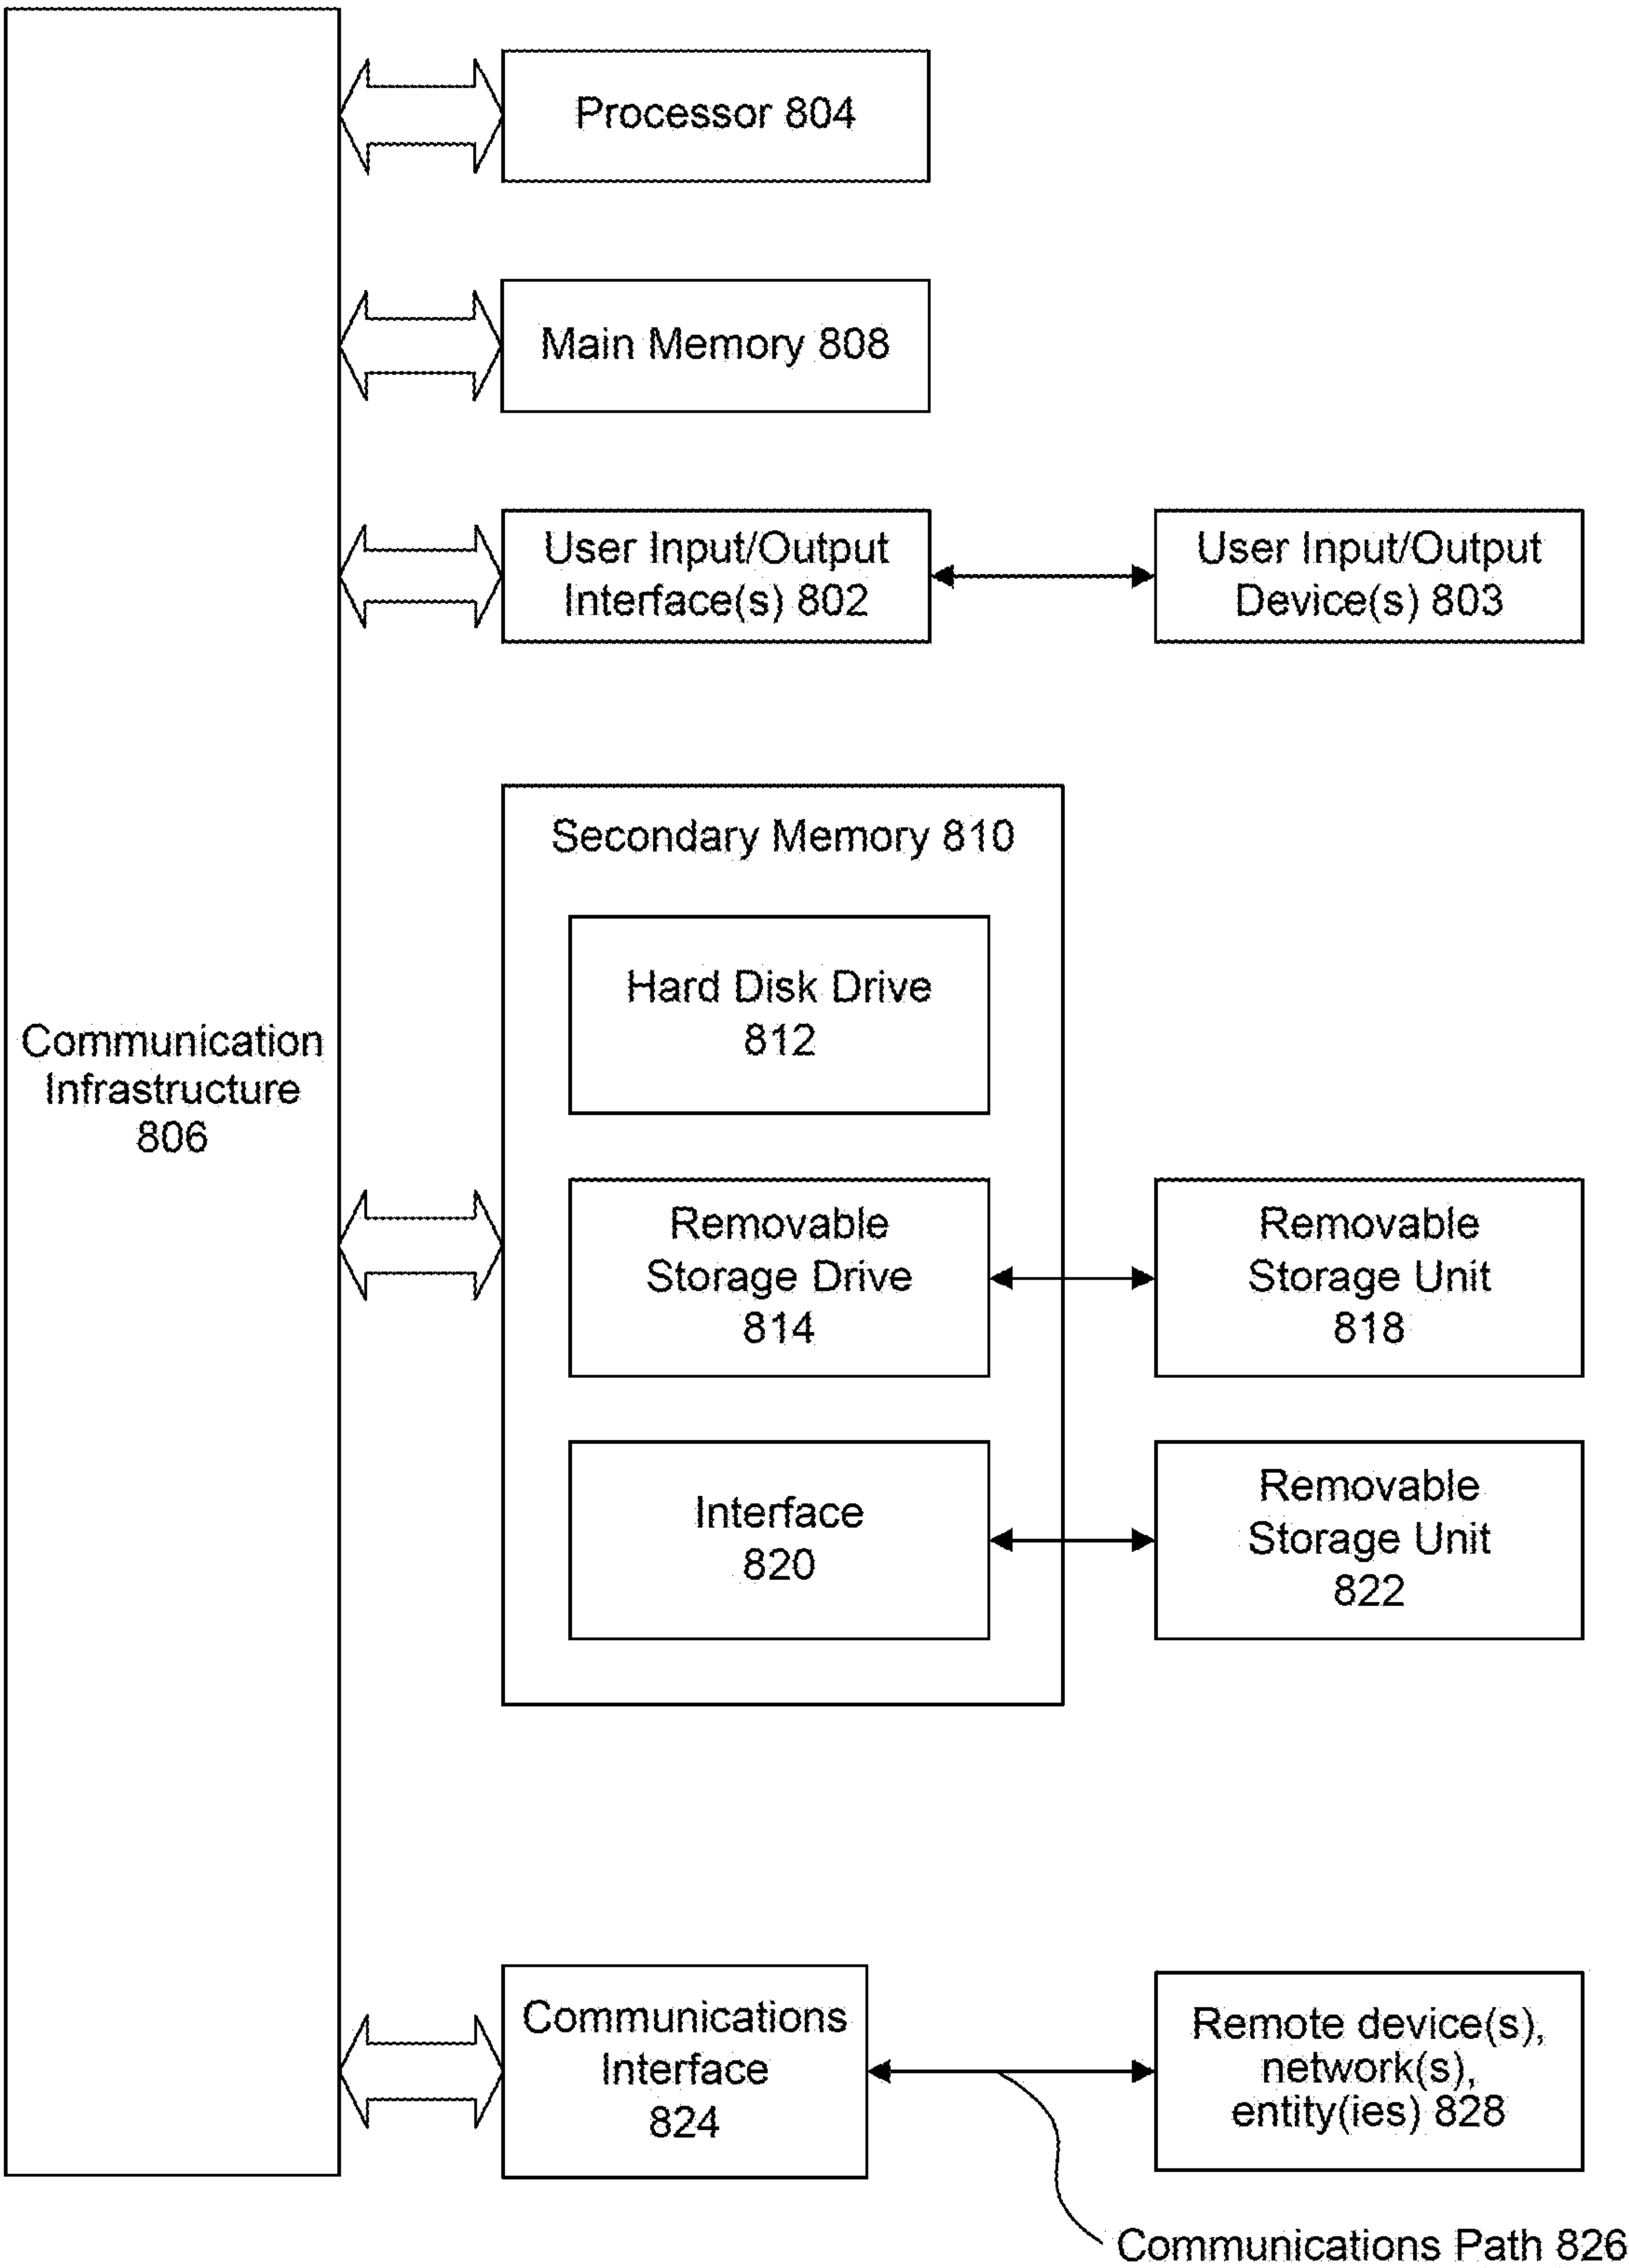 Processor 804
Main Memory 808
User Input/Output
Interface(s) 802
User Input/Output
Device(s) 803
Secondary Memory 810
Hard Disk Drive
812
Communication
Infrastructure
806
Removable
Storage Drive
814
Removable
Storage Unit
818
Interface
820
Removable
Storage Unit
822
Communications
Interface
824
Remote device(s),
network(s),
entity(ies) 828
Communications Path 826